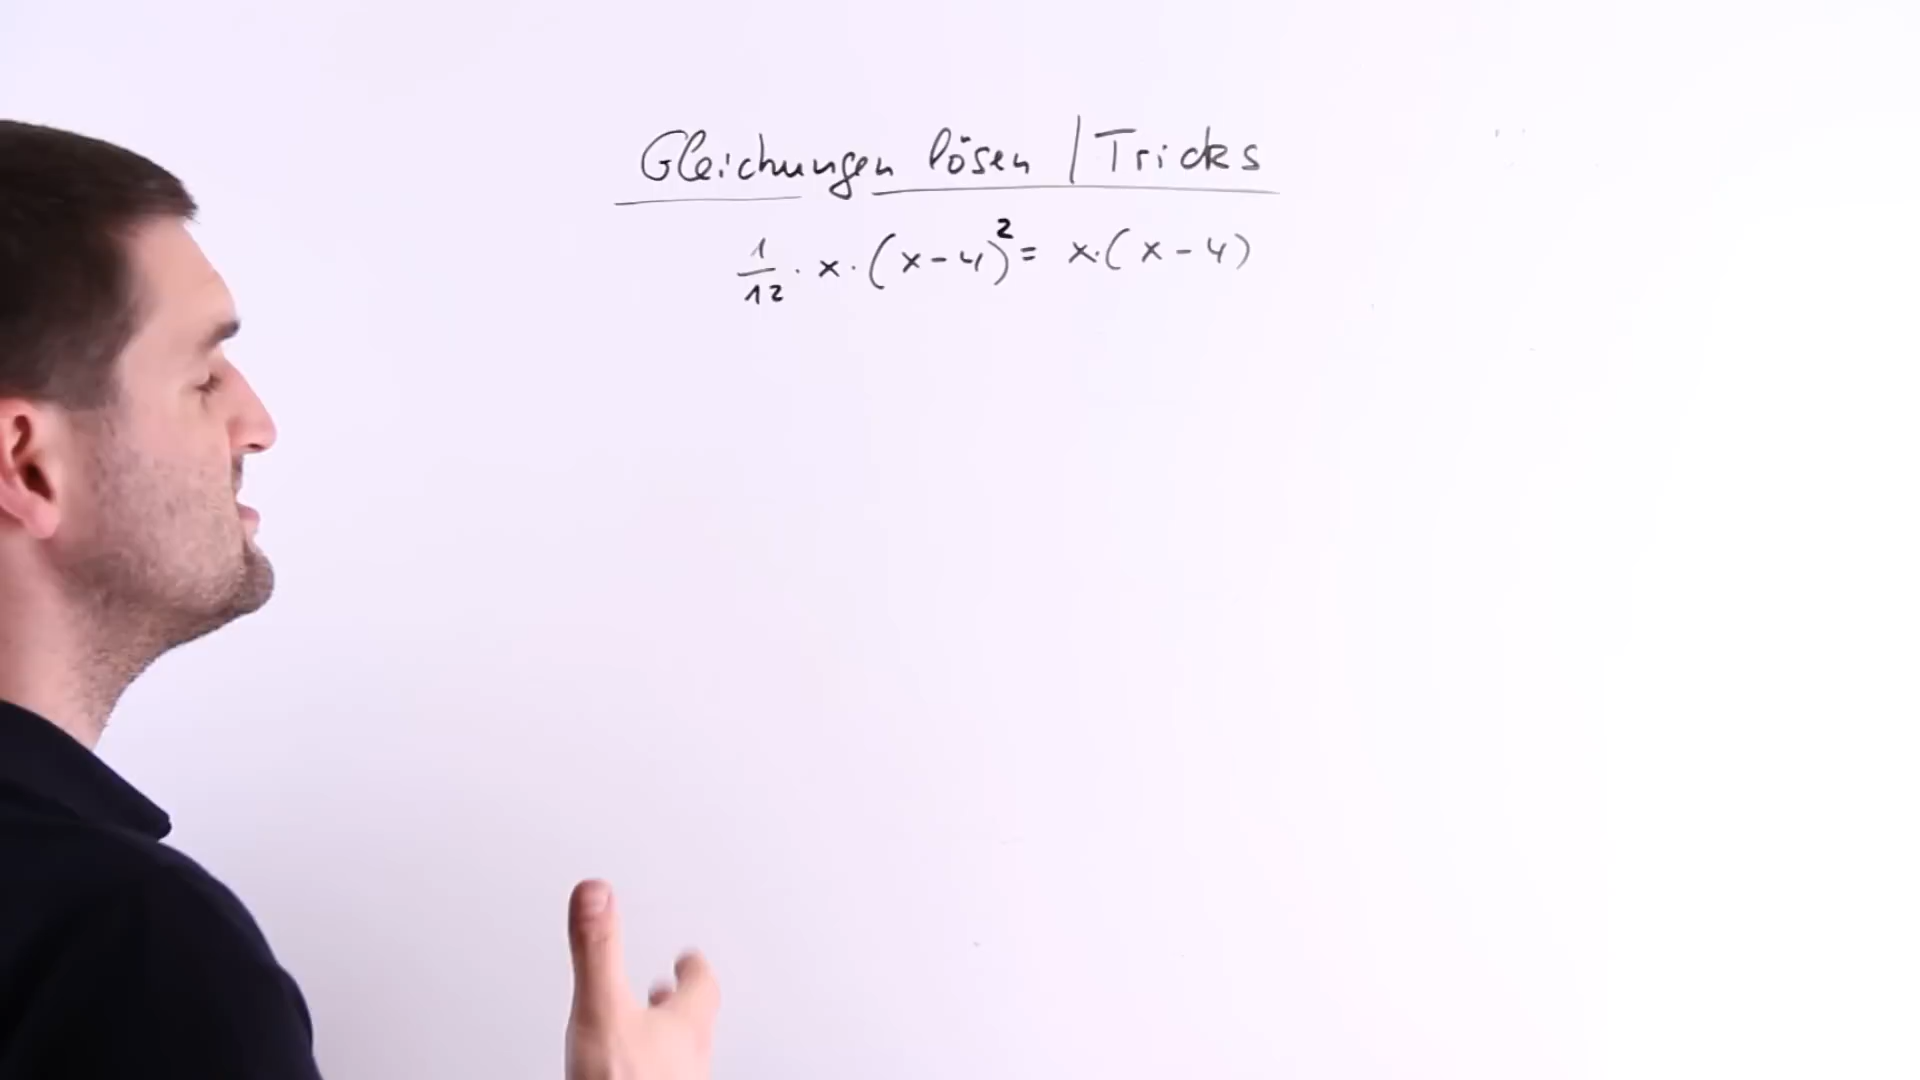 Gleichungen lösen | Tricks
1/12 · x · (x - 4)² = x · (x - 4)